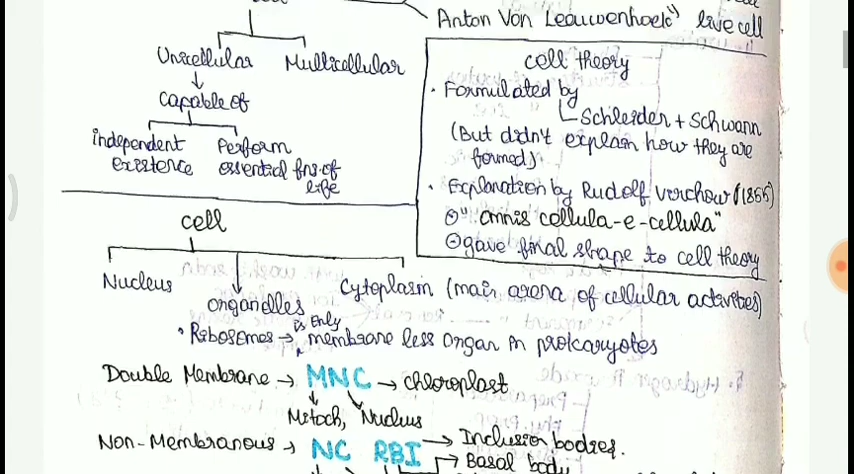 Anton Von Leeuwenhoek" live cell
Unicellular Multicellular
capable of
independent existence
Perform essential fns. of life
cell theory
• Formulated by
Schleiden + Schwann
(But didn't explain how they are
formed)
• Explanation by Rudolf Virchow (1855)
⊙ "omnis cellula-e-cellula"
⊙ gave final shape to cell theory
cell
Nucleus
organelles
Cytoplasm (main arena of cellular activities)
• Ribosomes → is only membrane less organ in prokaryotes
Double Membrane → MNC → chloroplast
Mitoch, Nucleus
Non-Membranous → NC RBI → Inclusion bodies.
→ Basal body